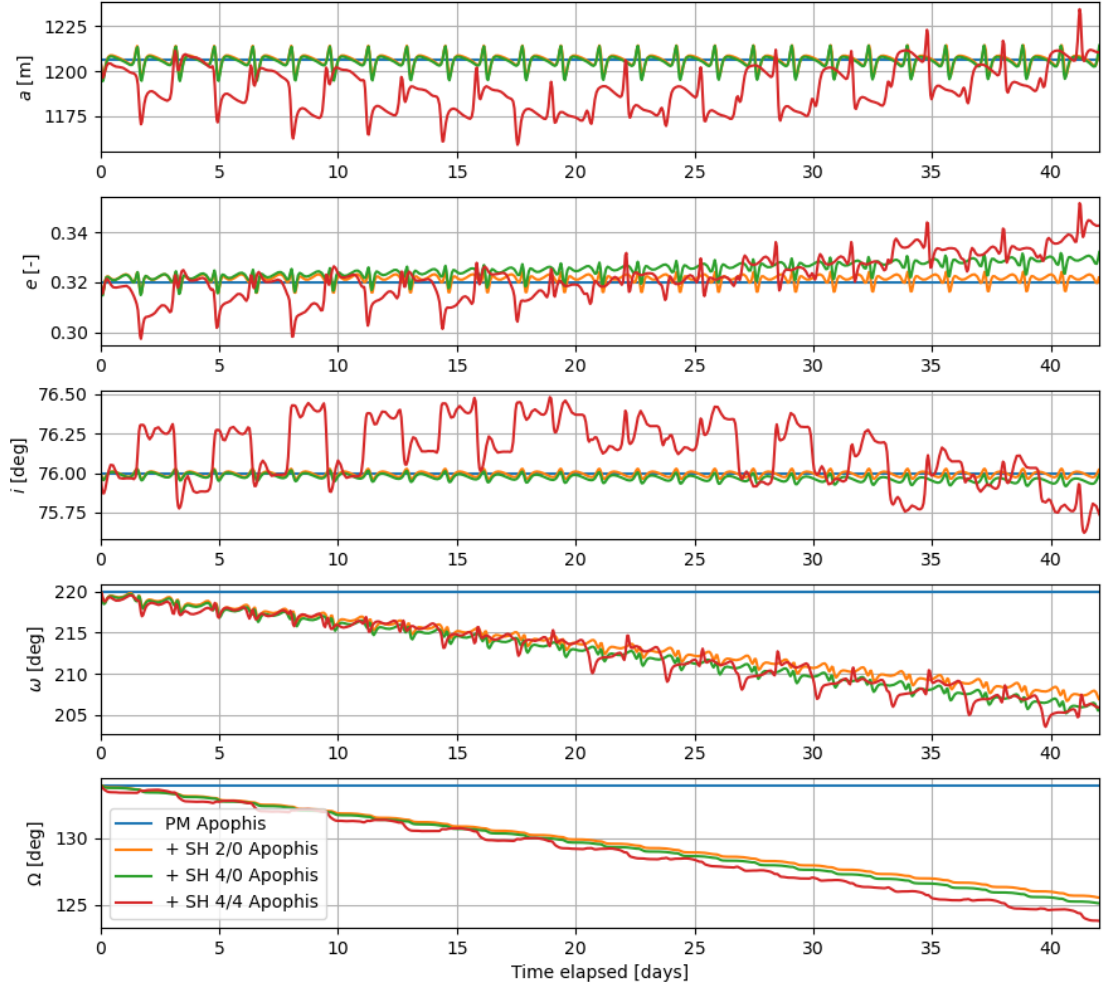 1225
1200
1175
a [m]
0 5 10 15 20 25 30 35 40
0.34
0.32
0.30
e [-]
0 5 10 15 20 25 30 35 40
76.50
76.25
76.00
75.75
i [deg]
0 5 10 15 20 25 30 35 40
220
215
210
205
ω [deg]
0 5 10 15 20 25 30 35 40
130
125
Ω [deg]
PM Apophis
+ SH 2/0 Apophis
+ SH 4/0 Apophis
+ SH 4/4 Apophis
0 5 10 15 20 25 30 35 40
Time elapsed [days]